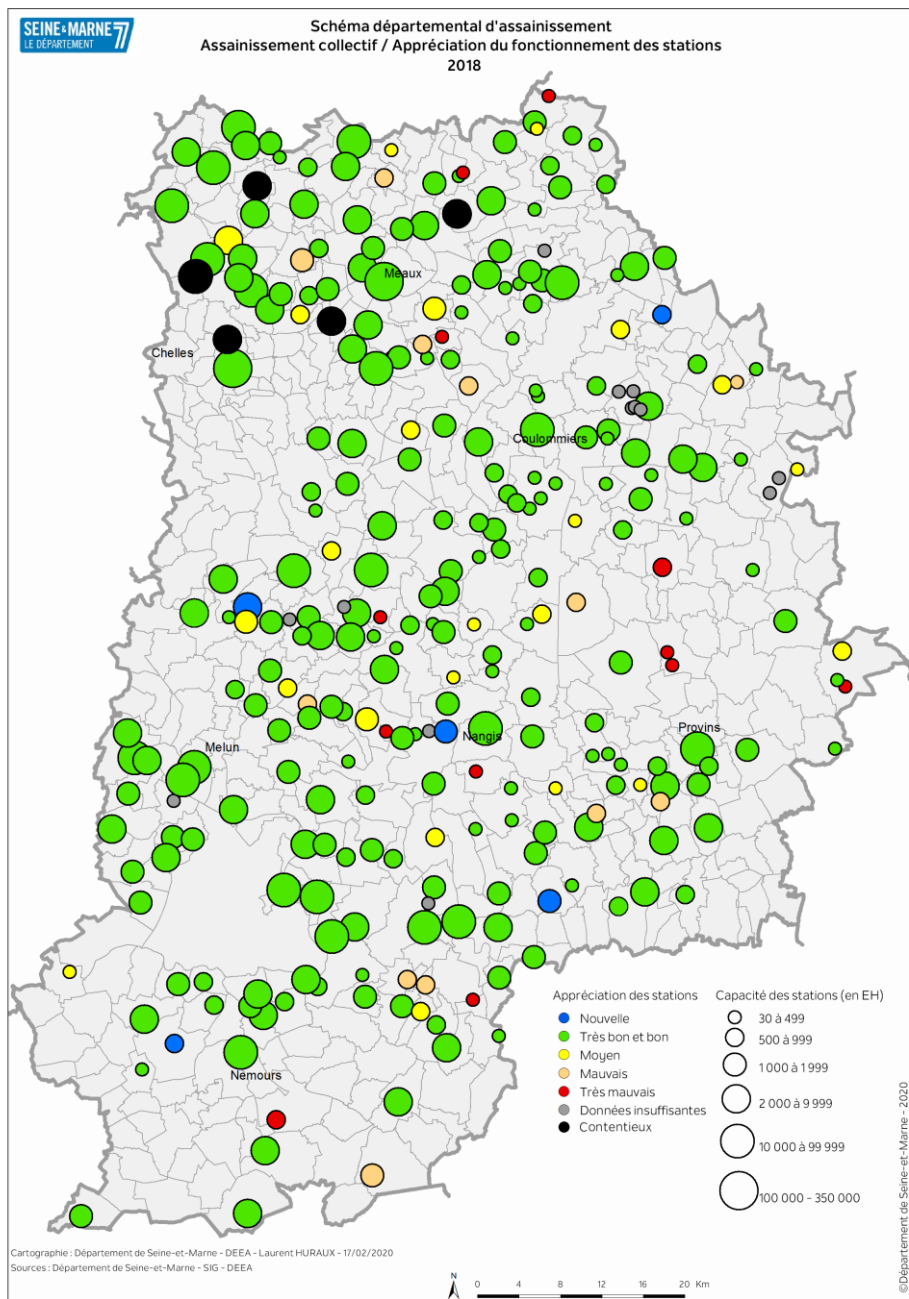 SEINE&MARNE 77
LE DÉPARTEMENT
Schéma départemental d'assainissement
Assainissement collectif / Appréciation du fonctionnement des stations
2018
Meaux
Chelles
Coulommiers
Melun
Nangis
Provins
Nemours
Appréciation des stations
Nouvelle
Très bon et bon
Moyen
Mauvais
Très mauvais
Données insuffisantes
Contentieux
Capacité des stations (en EH)
30 à 499
500 à 999
1 000 à 1 999
2 000 à 9 999
10 000 à 99 999
100 000 - 350 000
©Département de Seine-et-Marne - 2020
Cartographie : Département de Seine-et-Marne - DEEA - Laurent HURAUX - 17/02/2020
Sources : Département de Seine-et-Marne - SIG - DEEA
N
0 4 8 12 16 20 Km